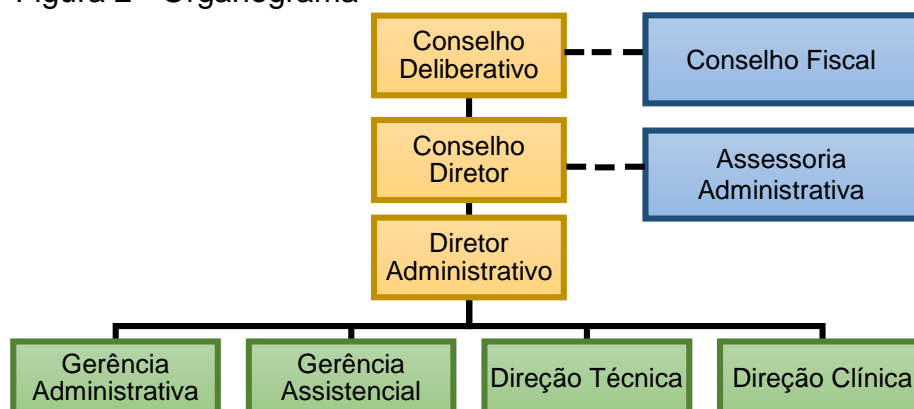 Figura 2 - Organograma
Conselho
Deliberativo
Conselho Fiscal
Conselho
Diretor
Assessoria
Administrativa
Diretor
Administrativo
Gerência
Administrativa
Gerência
Assistencial
Direção Técnica
Direção Clínica